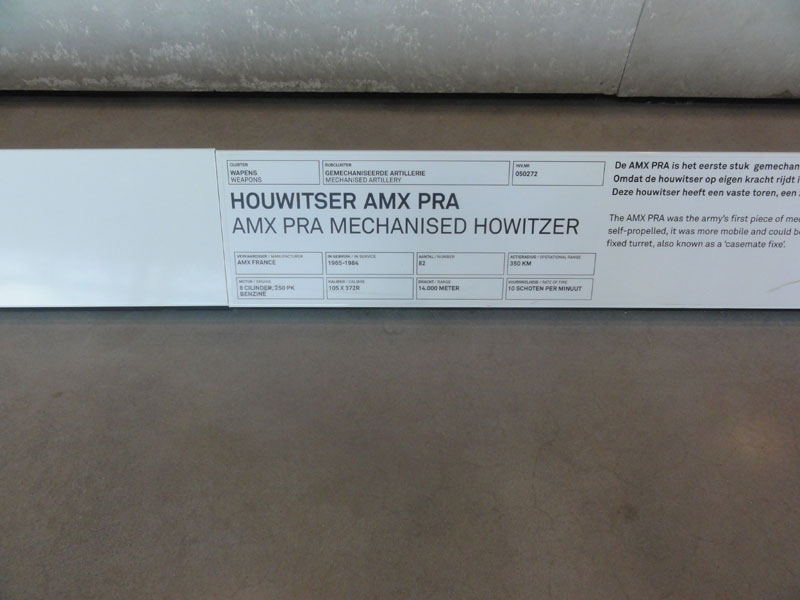 CLUSTER
WAPENS
WEAPONS
SUBCLUSTER
GEMECHANISEERDE ARTILLERIE
MECHANISED ARTILLERY
INV.NR
050272
HOUWITSER AMX PRA
AMX PRA MECHANISED HOWITZER
VERVAARDIGER / MANUFACTURER
AMX FRANCE
IN GEBRUIK / IN SERVICE
1965-1984
AANTAL / NUMBER
82
ACTIERADIUS / OPERATIONAL RANGE
350 KM
MOTOR / ENGINE
8 CILINDER, 250 PK
BENZINE
KALIBER / CALIBRE
105 X 372R
DRACHT / RANGE
14.000 METER
VUURSNELHEID / RATE OF FIRE
10 SCHOTEN PER MINUUT
De AMX PRA is het eerste stuk gemechan
Omdat de houwitser op eigen kracht rijdt
Deze houwitser heeft een vaste toren, een
The AMX PRA was the army's first piece of
self-propelled, it was more mobile and could
fixed turret, also known as a 'casemate fixe'.